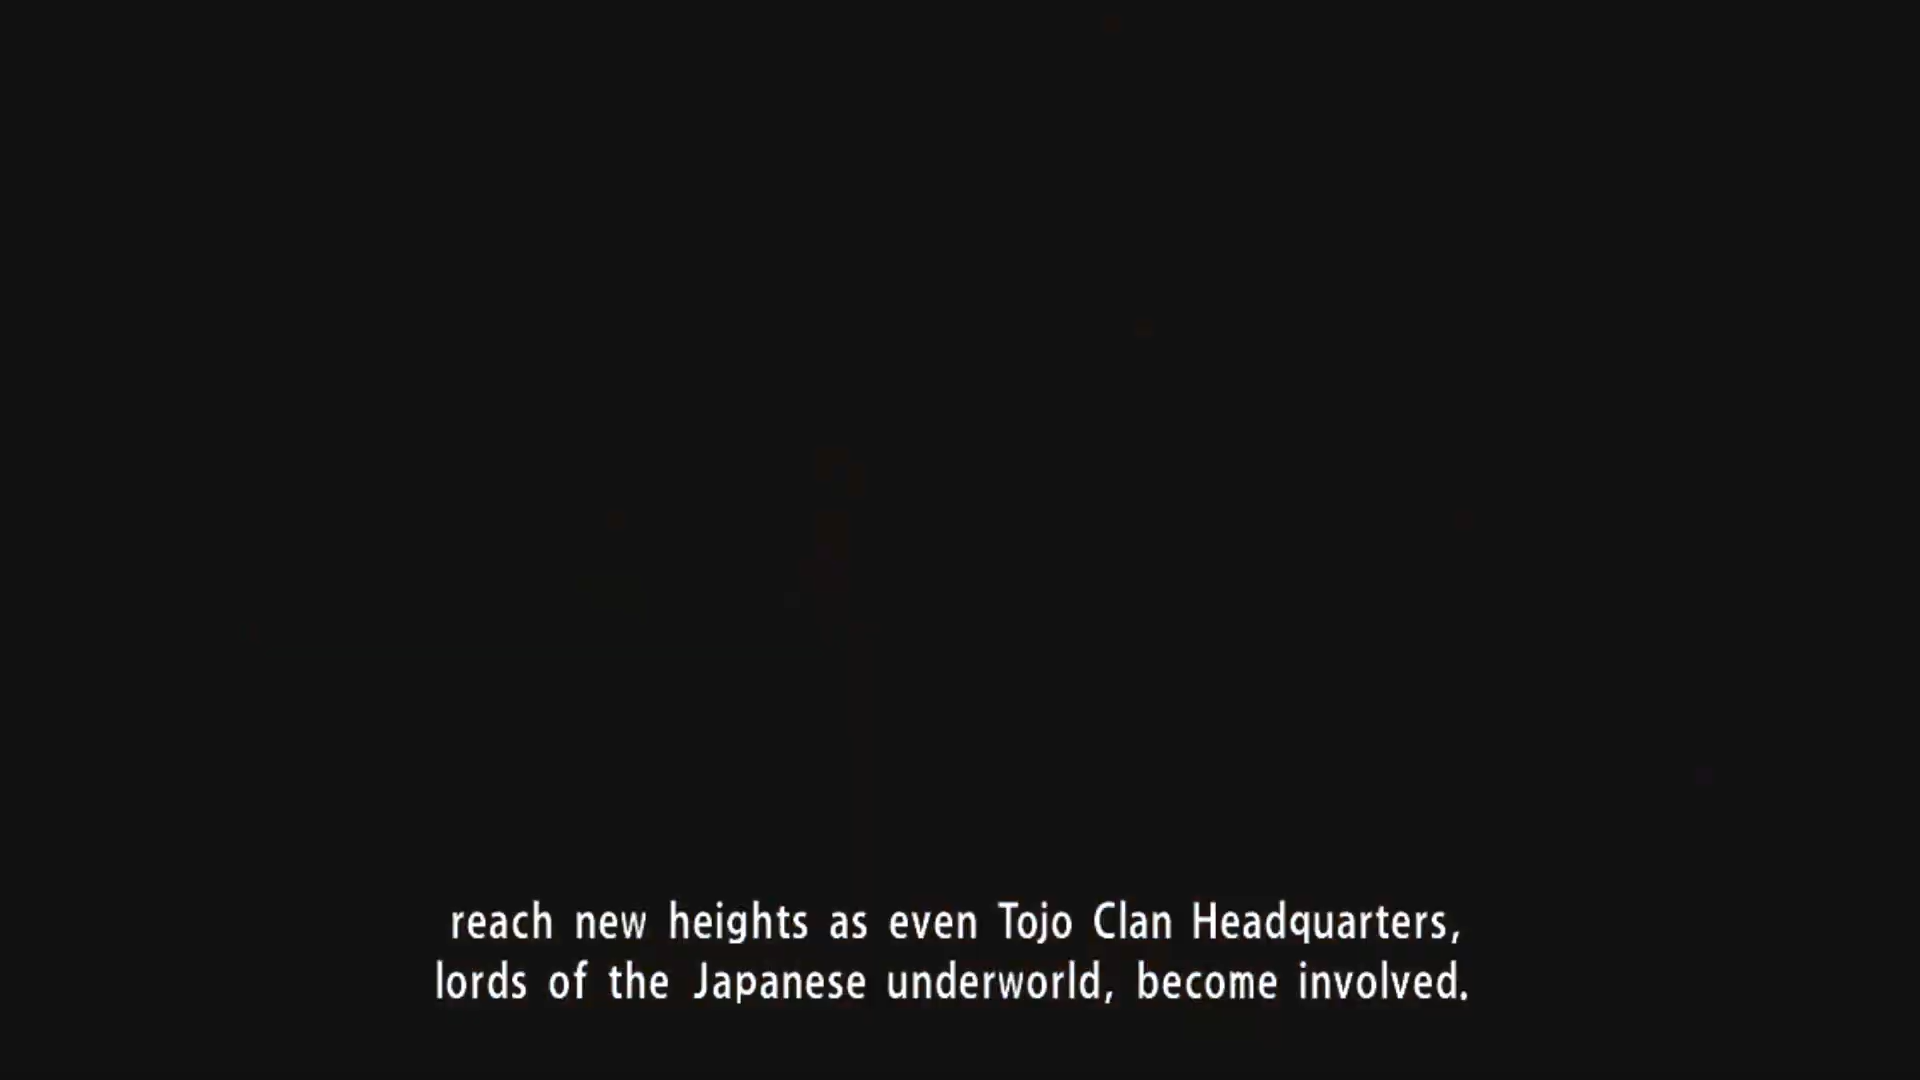 reach new heights as even Tojo Clan Headquarters,
lords of the Japanese underworld, become involved.